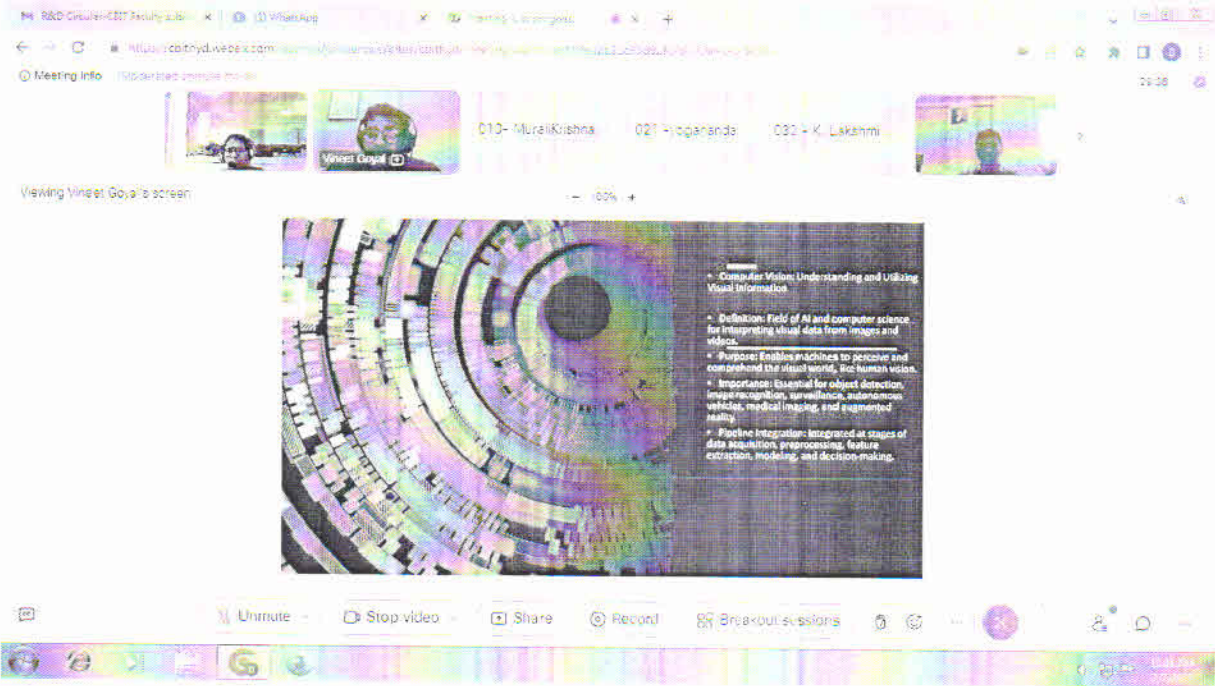 WhatsApp
Meeting info
29:36
Vineet Goyal
010- MuraliKrishna
021 - Yogananda
032 - K. Lakshmi
Viewing Vineet Goyal's screen
− 100% +
• Computer Vision: Understanding and Utilizing
Visual Information
• Definition: Field of AI and computer science
for interpreting visual data from images and
videos.
• Purpose: Enables machines to perceive and
comprehend the visual world, like human vision.
• Importance: Essential for object detection,
image recognition, surveillance, autonomous
vehicles, medical imaging, and augmented
reality.
• Pipeline Integration: Integrated at stages of
data acquisition, preprocessing, feature
extraction, modeling, and decision-making.
Unmute
Stop video
Share
Record
Breakout sessions